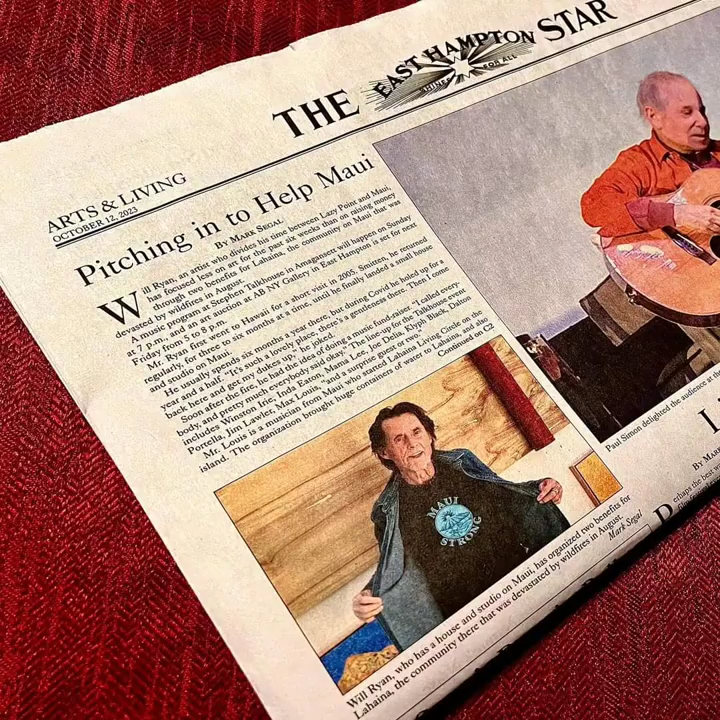 THE EAST HAMPTON STAR
SHINES FOR ALL
ARTS & LIVING
OCTOBER 12, 2023
Pitching in to Help Maui
BY MARK SEGAL
Will Ryan, an artist who divides his time between Lazy Point and Maui,
has focused less on art for the past six weeks than on raising money
through two benefits for Lahaina, the community on Maui that was
devastated by wildfires in August.
A music program at Stephen Talkhouse in Amagansett will happen on Sunday
at 7 p.m., and an art auction at AB NY Gallery in East Hampton is set for next
Friday from 5 to 8 p.m.
Mr. Ryan first went to Hawaii for a short visit in 2005. Smitten, he returned
regularly, for three to six months at a time, until he finally landed a small house
and studio on Maui.
He usually spends six months a year there, but during Covid he holed up for a
year and a half. "It's such a lovely place, there's a gentleness there. Then I come
back here and get my dukes up," he joked.
Soon after the fire, he had the idea of doing a music fund-raiser. "I called every-
body, and pretty much everybody said okay." The line-up for the Talkhouse event
includes Winston Irie, Inda Eaton, Mama Lee, Joe Delia, Klyph Black, Dalton
Portella, Jim Lawler, Max Louis, "and a surprise guest or two."
Mr. Louis is a musician from Maui who started Lahaina Living Circle on the
island. The organization brought huge containers of water to Lahaina, and also
Continued on C2
MAUI
STRONG
Will Ryan, who has a house and studio on Maui, has organized two benefits for
Lahaina, the community there that was devastated by wildfires in August.
Mark Segal
Paul Simon delighted the audience at the
L
BY MARK
Perhaps the best